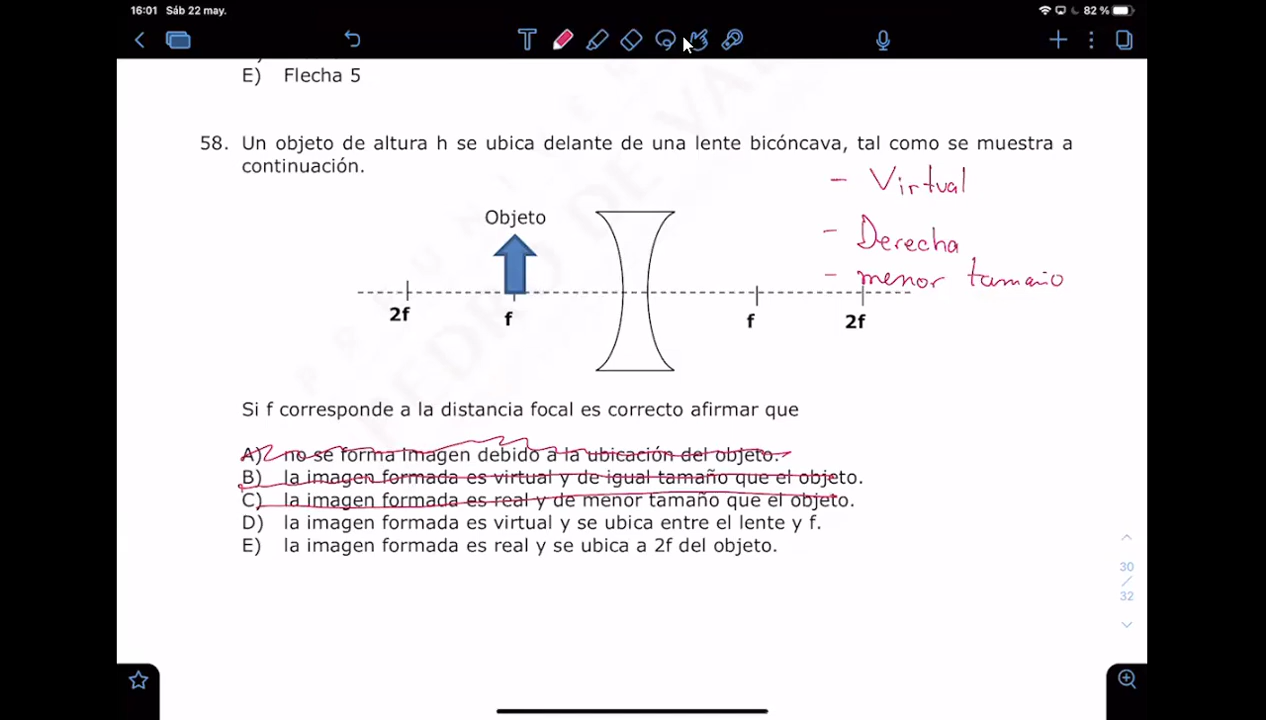 16:01 Sáb 22 may.
82 %
E) Flecha 5
58. Un objeto de altura h se ubica delante de una lente bicóncava, tal como se muestra a
continuación.
- Virtual
Objeto
- Derecha
- menor tamaño
2f
f
f
2f
Si f corresponde a la distancia focal es correcto afirmar que
A) no se forma imagen debido a la ubicación del objeto.
B) la imagen formada es virtual y de igual tamaño que el objeto.
C) la imagen formada es real y de menor tamaño que el objeto.
D) la imagen formada es virtual y se ubica entre el lente y f.
E) la imagen formada es real y se ubica a 2f del objeto.
30
/
32